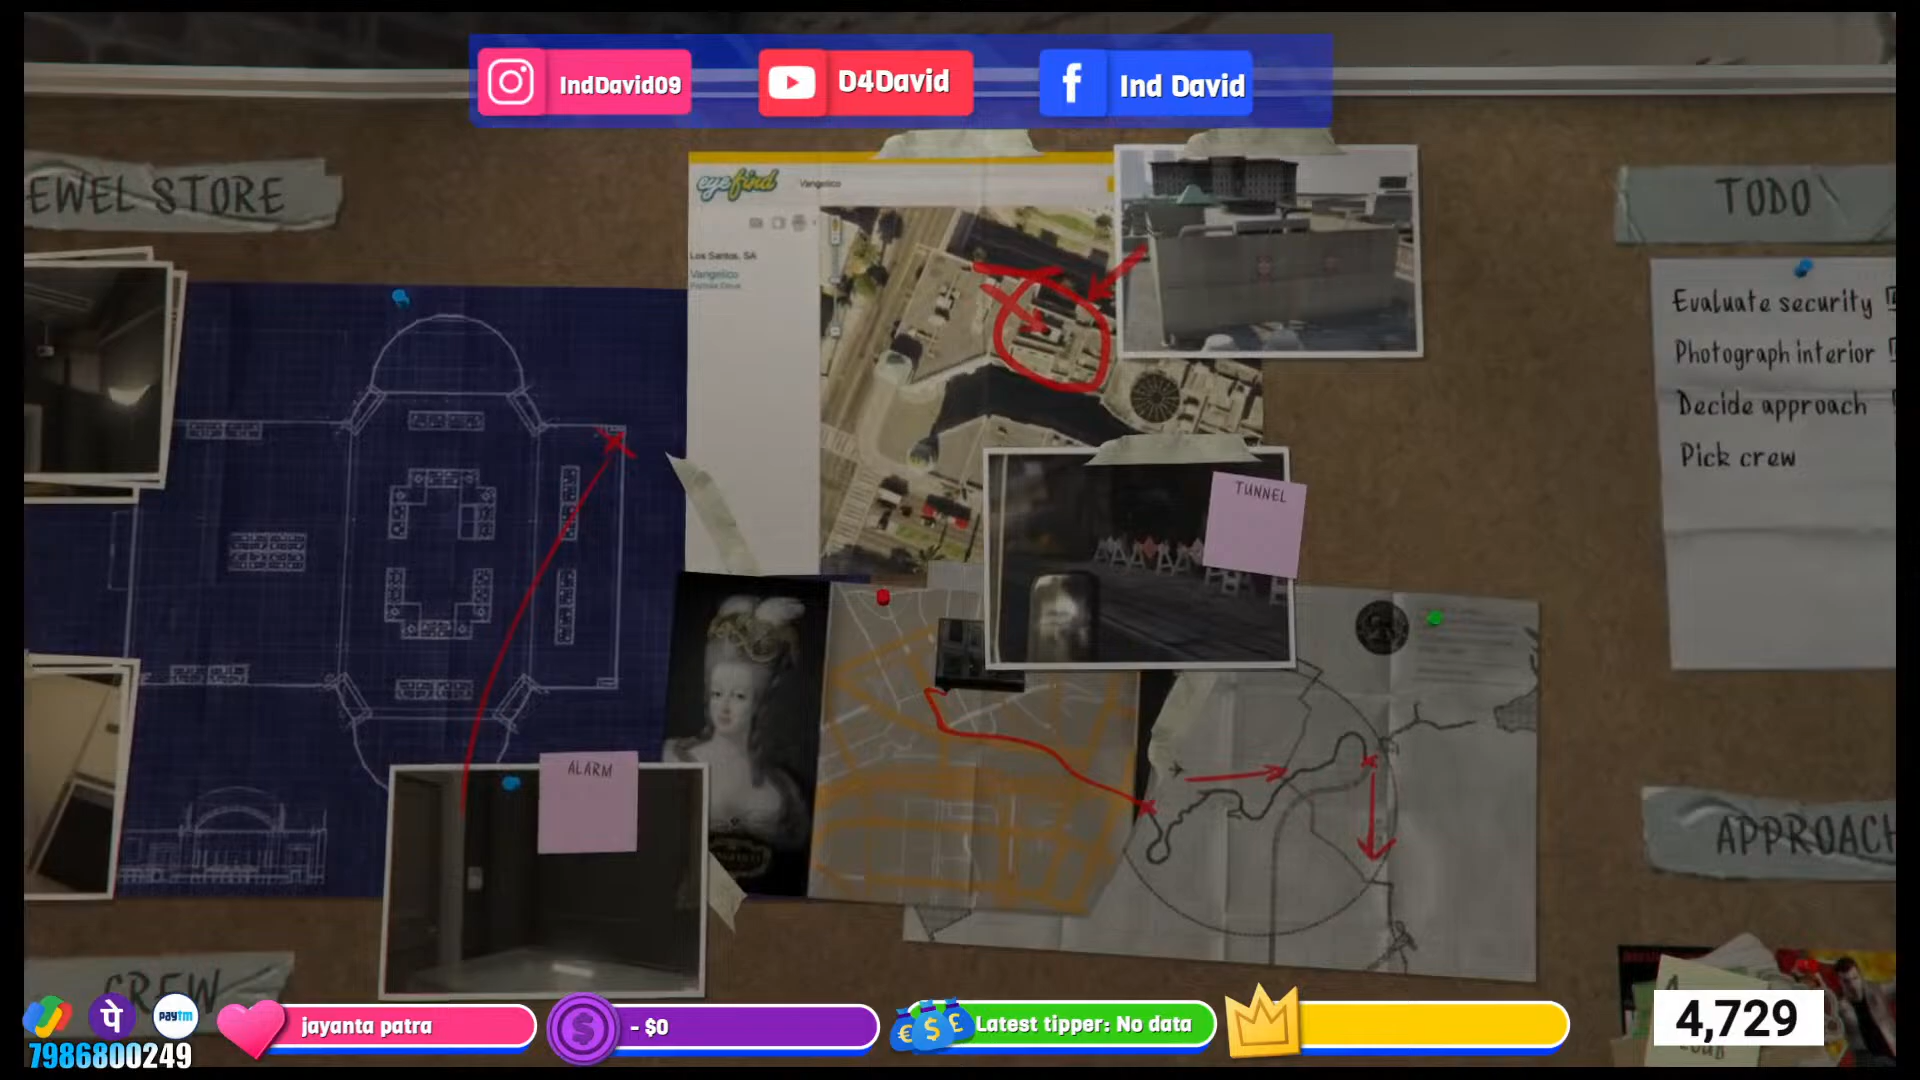 IndDavid09
D4David
f
Ind David
EWEL STORE
eyefind
Vangelico
Los Santos, SA
Vangelico
TODO
Evaluate security
Photograph interior
Decide approach
Pick crew
TUNNEL
ALARM
APPROACH
CREW
पे
paytm
7986800249
jayanta patra
$
- $0
€ $ £
Latest tipper: No data
4,729